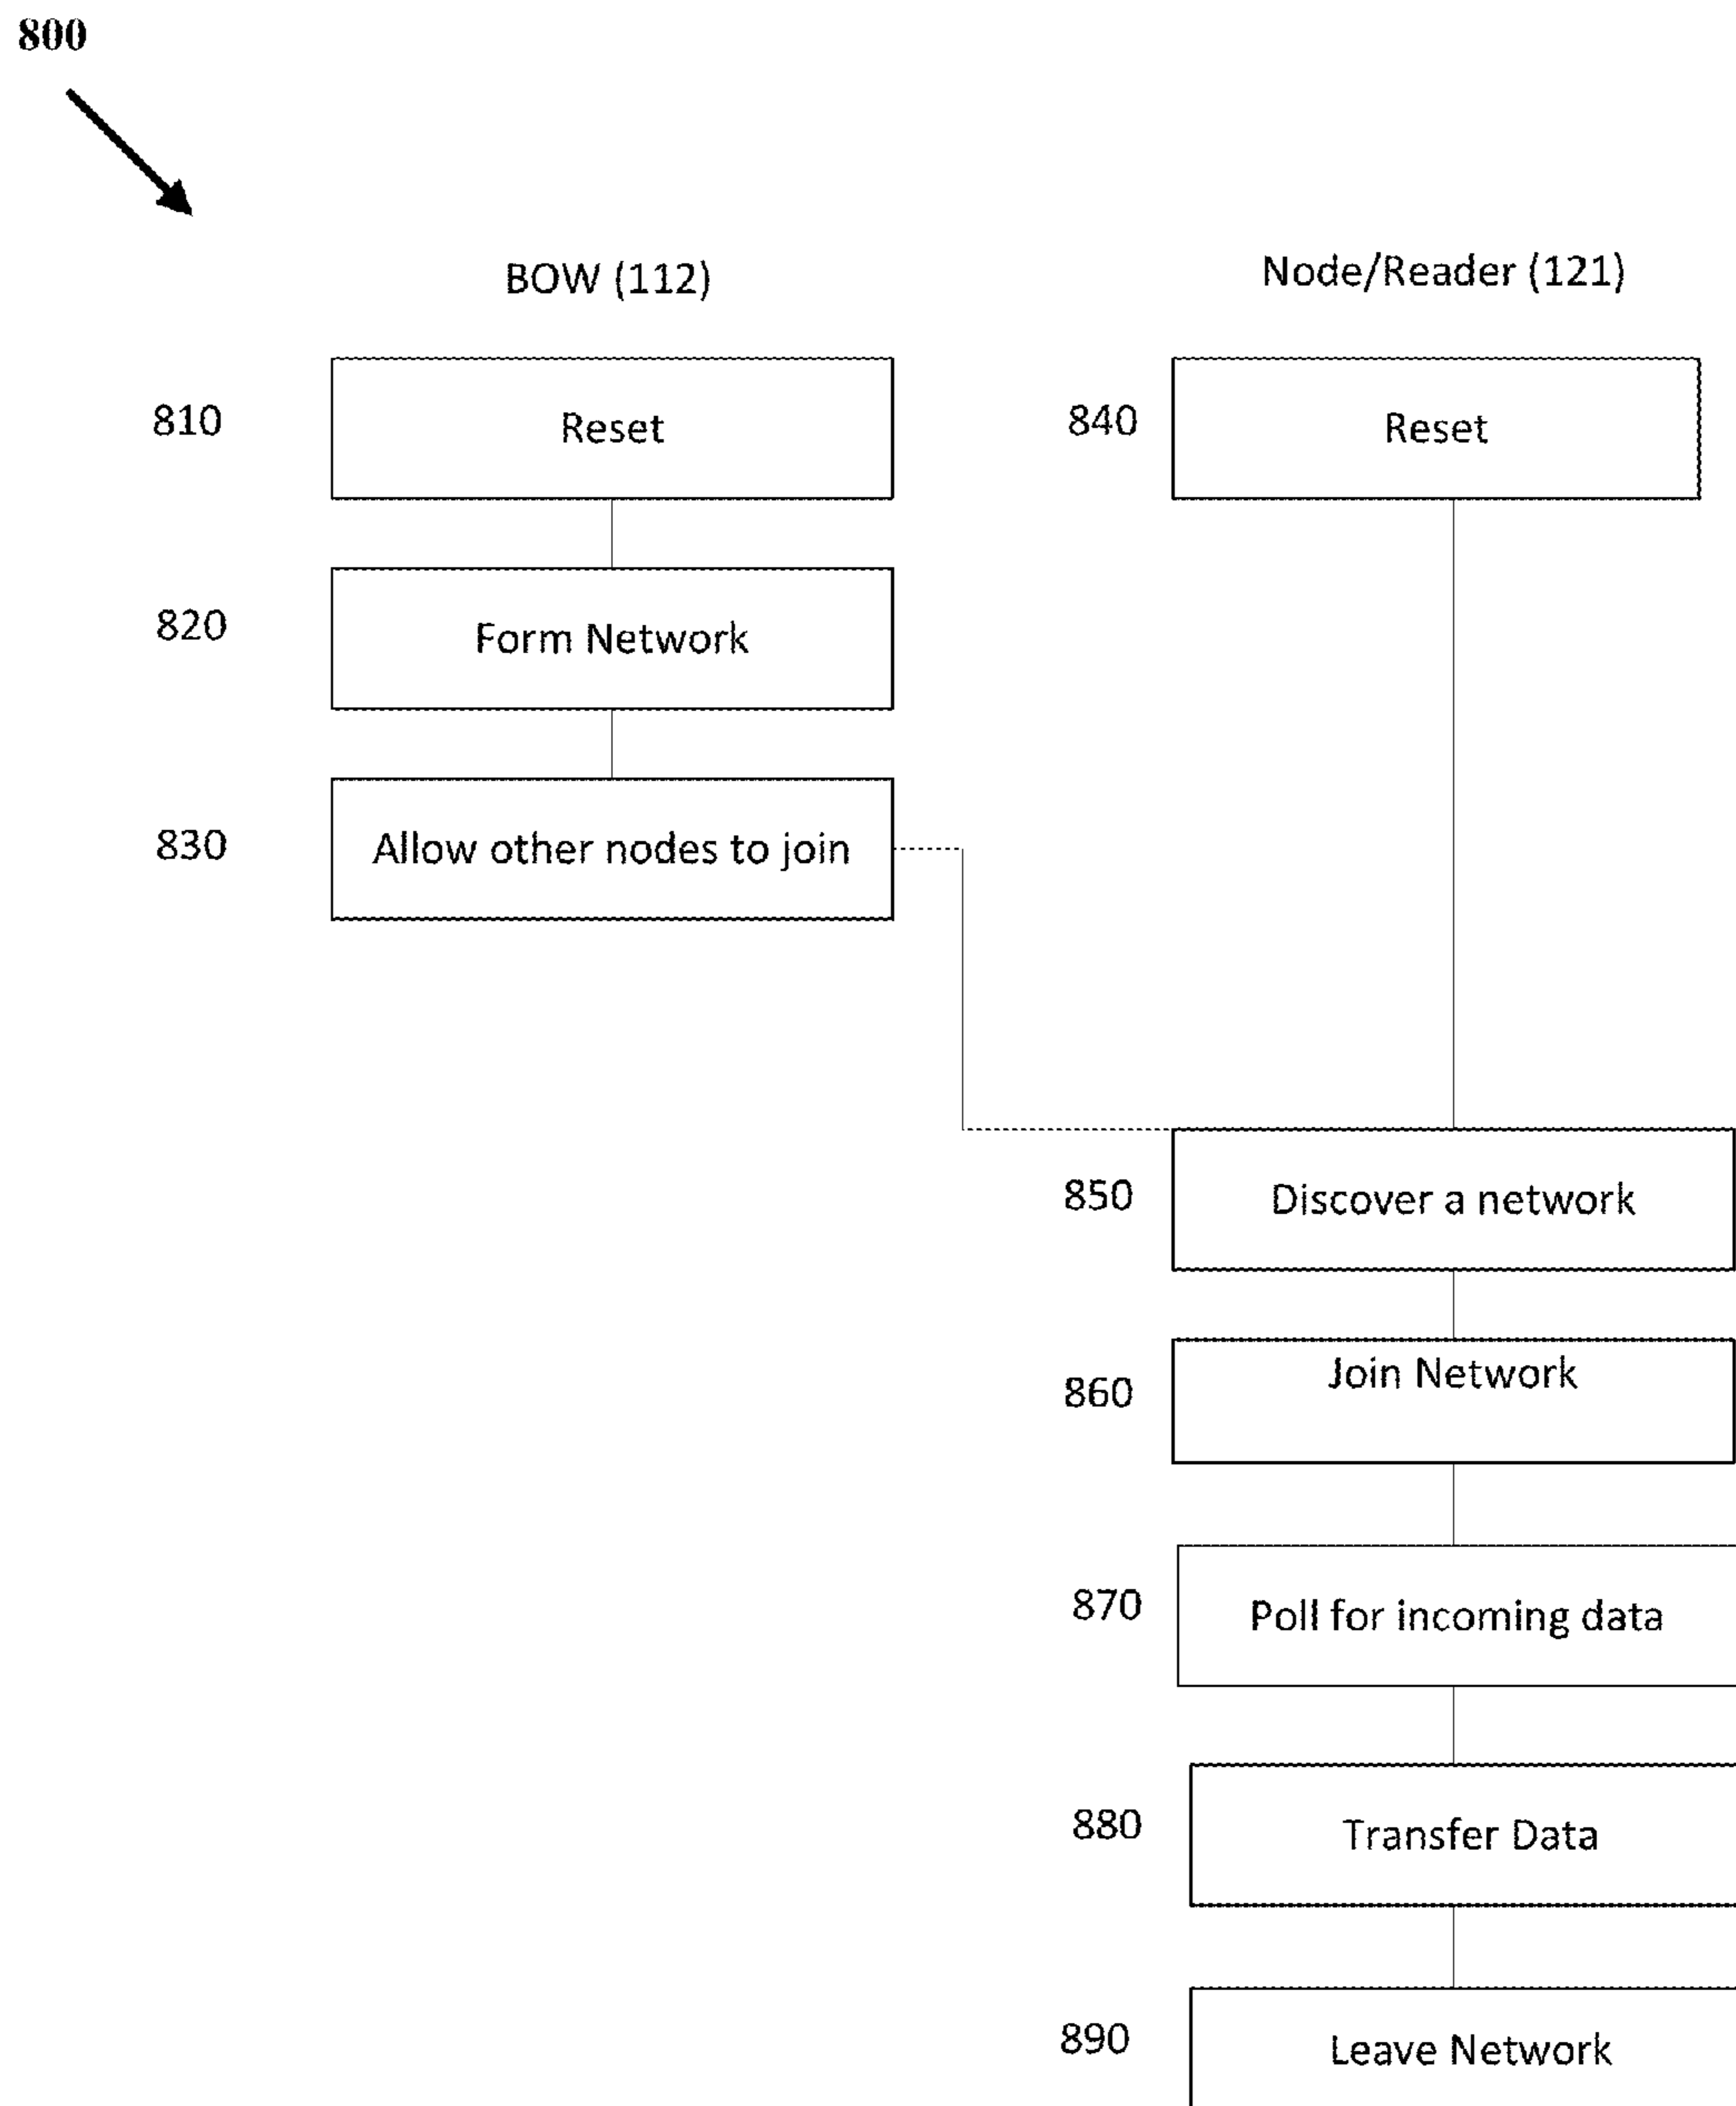 800
BOW (112)
Node/Reader (121)
810
Reset
840
Reset
820
Form Network
830
Allow other nodes to join
850
Discover a network
860
Join Network
870
Poll for incoming data
880
Transfer Data
890
Leave Network